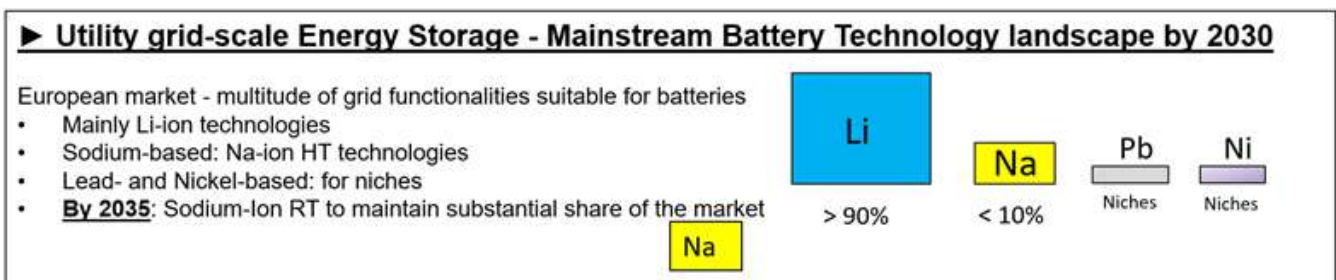 ► Utility grid-scale Energy Storage - Mainstream Battery Technology landscape by 2030
European market - multitude of grid functionalities suitable for batteries
• Mainly Li-ion technologies
• Sodium-based: Na-ion HT technologies
• Lead- and Nickel-based: for niches
• By 2035: Sodium-Ion RT to maintain substantial share of the market
Na
Li
> 90%
Na
< 10%
Pb
Niches
Ni
Niches